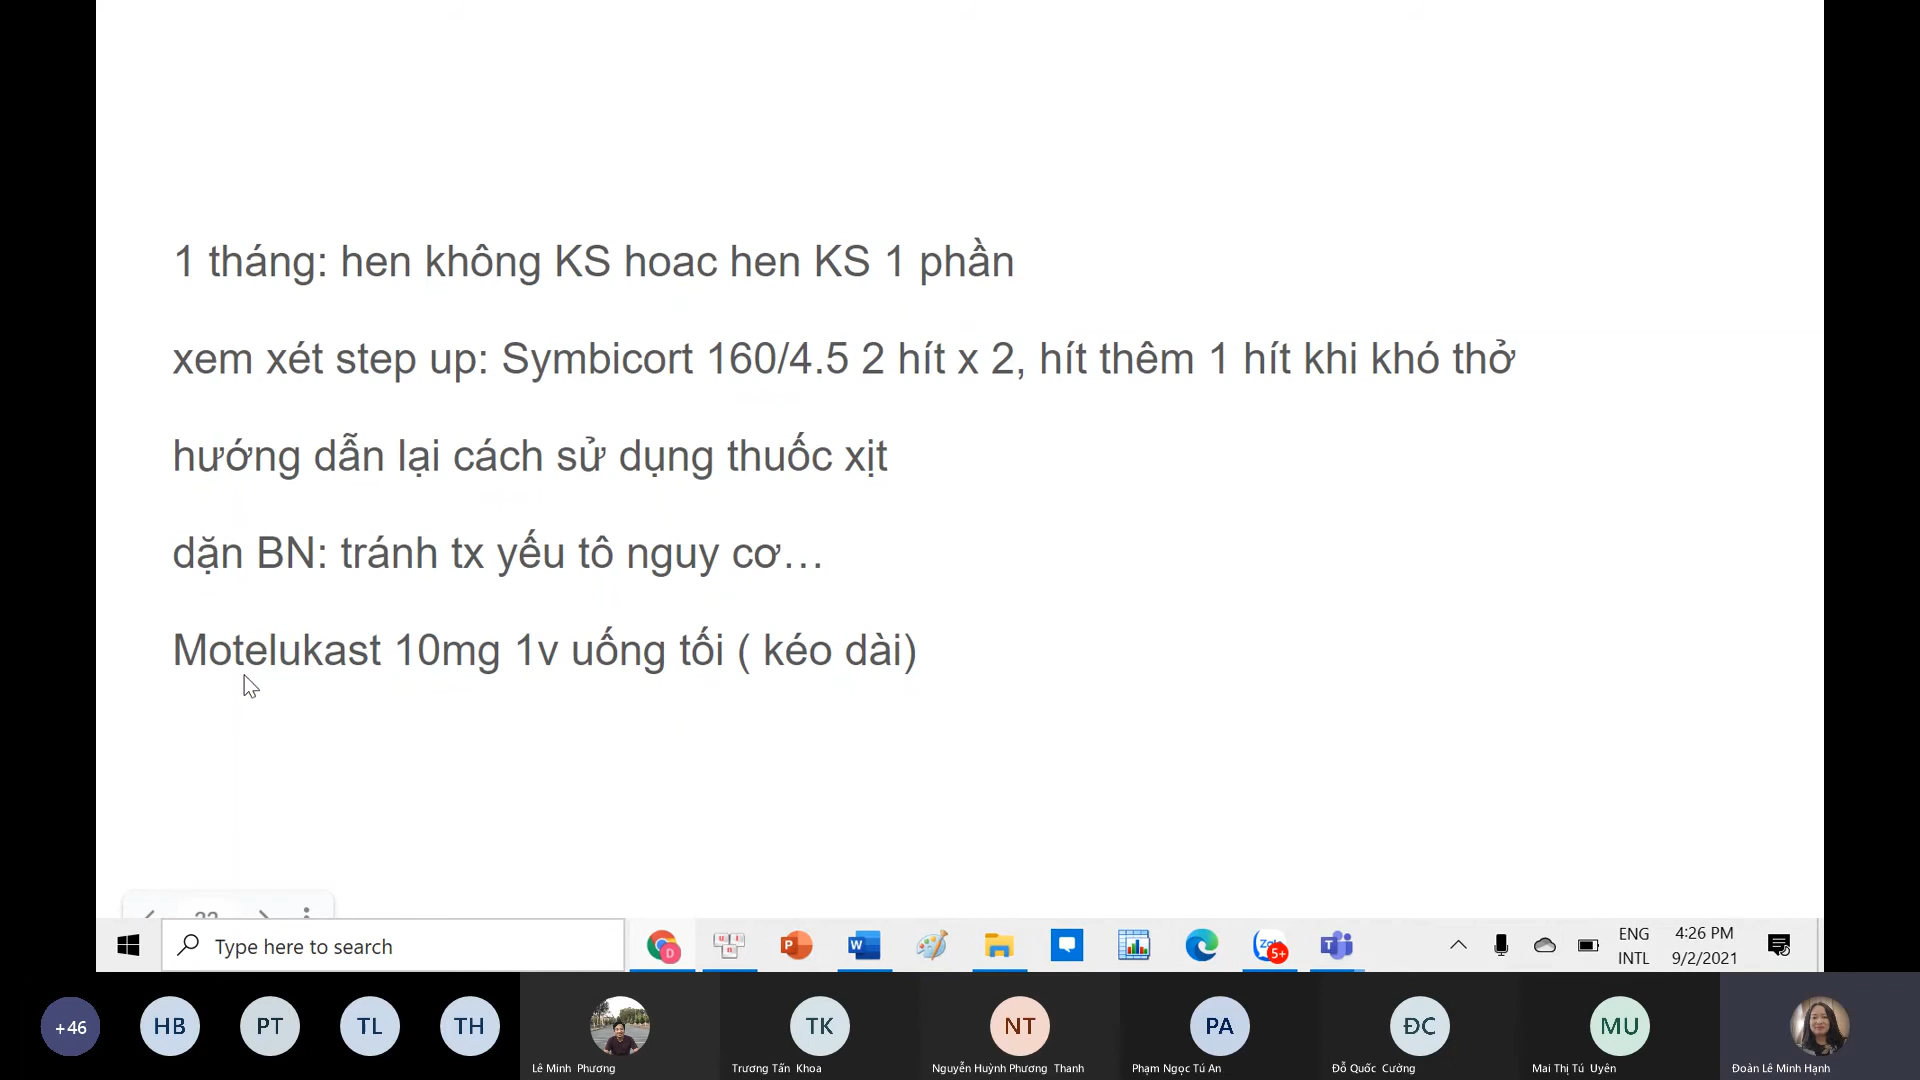 1 tháng: hen không KS hoac hen KS 1 phần
xem xét step up: Symbicort 160/4.5 2 hít x 2, hít thêm 1 hít khi khó thở
hướng dẫn lại cách sử dụng thuốc xịt
dặn BN: tránh tx yếu tô nguy cơ...
Motelukast 10mg 1v uống tối ( kéo dài)
Type here to search
5+
ENG
INTL
4:26 PM
9/2/2021
+46
HB
PT
TL
TH
TK
NT
PA
ĐC
MU
Lê Minh Phương
Trương Tấn Khoa
Nguyễn Huỳnh Phương Thanh
Phạm Ngọc Tú An
Đỗ Quốc Cường
Mai Thị Tú Uyên
Đoàn Lê Minh Hạnh